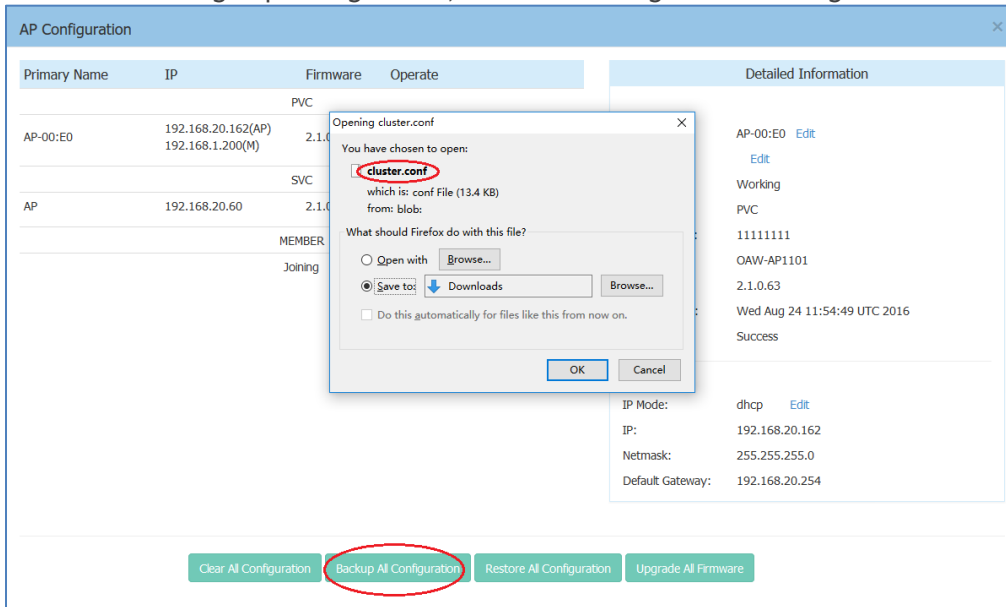 AP Configuration ×
Primary Name IP Firmware Operate
PVC
AP-00:E0 192.168.20.162(AP) 2.1.0
192.168.1.200(M)
SVC
AP 192.168.20.60 2.1.0
MEMBER
Joining
Opening cluster.conf ×
You have chosen to open:
cluster.conf
which is: conf File (13.4 KB)
from: blob:
What should Firefox do with this file?
Open with Browse...
Save to: Downloads Browse...
Do this automatically for files like this from now on.
OK Cancel
Detailed Information
AP-00:E0 Edit
Edit
Working
PVC
: 11111111
OAW-AP1101
2.1.0.63
: Wed Aug 24 11:54:49 UTC 2016
Success
IP Mode: dhcp Edit
IP: 192.168.20.162
Netmask: 255.255.255.0
Default Gateway: 192.168.20.254
Clear All Configuration Backup All Configuration Restore All Configuration Upgrade All Firmware